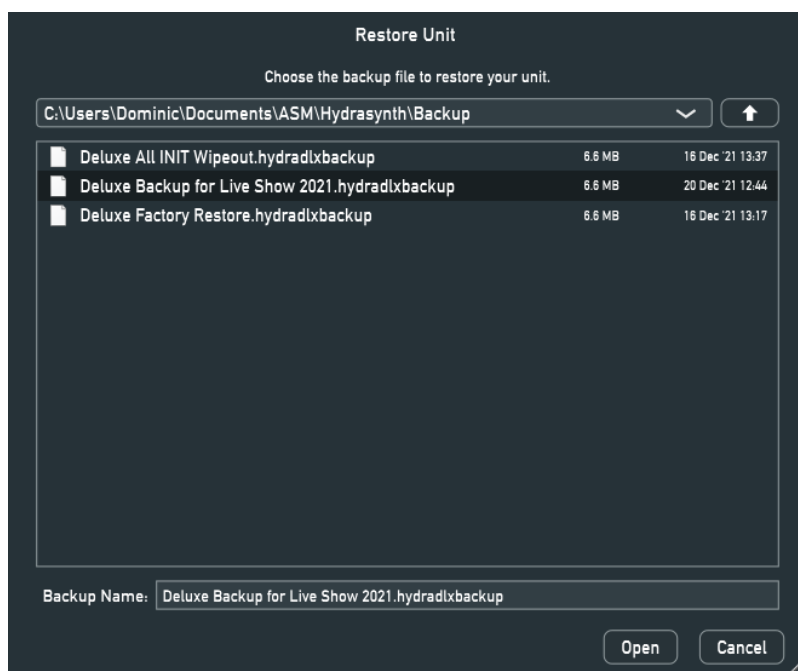 Restore Unit
Choose the backup file to restore your unit.
C:\Users\Dominic\Documents\ASM\Hydrasynth\Backup
Deluxe All INIT Wipeout.hydradlxbackup 6.6 MB 16 Dec '21 13:37
Deluxe Backup for Live Show 2021.hydradlxbackup 6.6 MB 20 Dec '21 12:44
Deluxe Factory Restore.hydradlxbackup 6.6 MB 16 Dec '21 13:17
Backup Name: Deluxe Backup for Live Show 2021.hydradlxbackup
Open Cancel